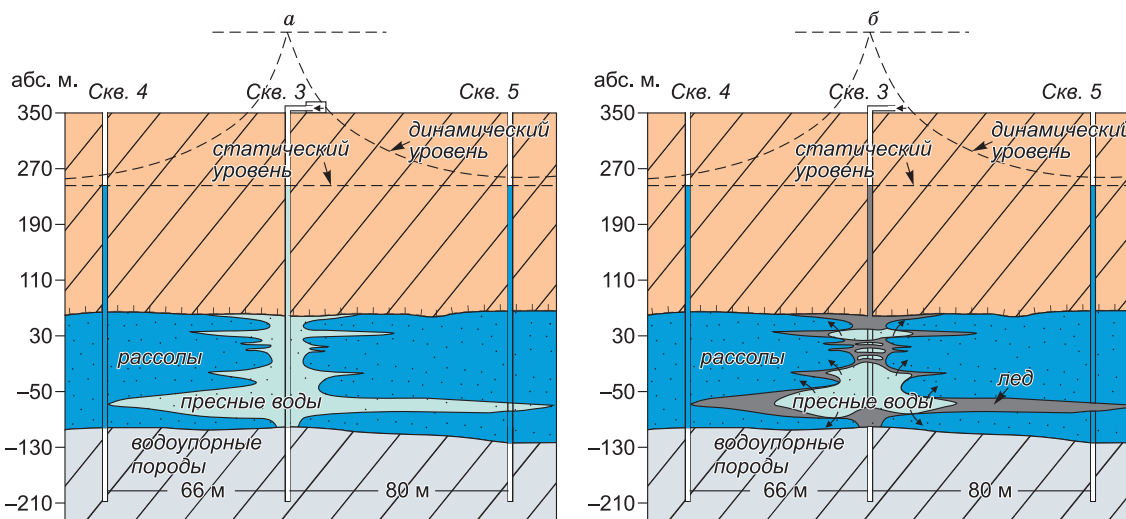 а
абс. м.
Скв. 4
Скв. 3
Скв. 5
350
270
190
110
30
–50
–130
–210
динамический
уровень
статический
уровень
рассолы
пресные воды
водоупорные
породы
66 м
80 м
б
абс. м.
Скв. 4
Скв. 3
Скв. 5
350
270
190
110
30
–50
–130
–210
динамический
уровень
статический
уровень
рассолы
лед
пресные воды
водоупорные
породы
66 м
80 м